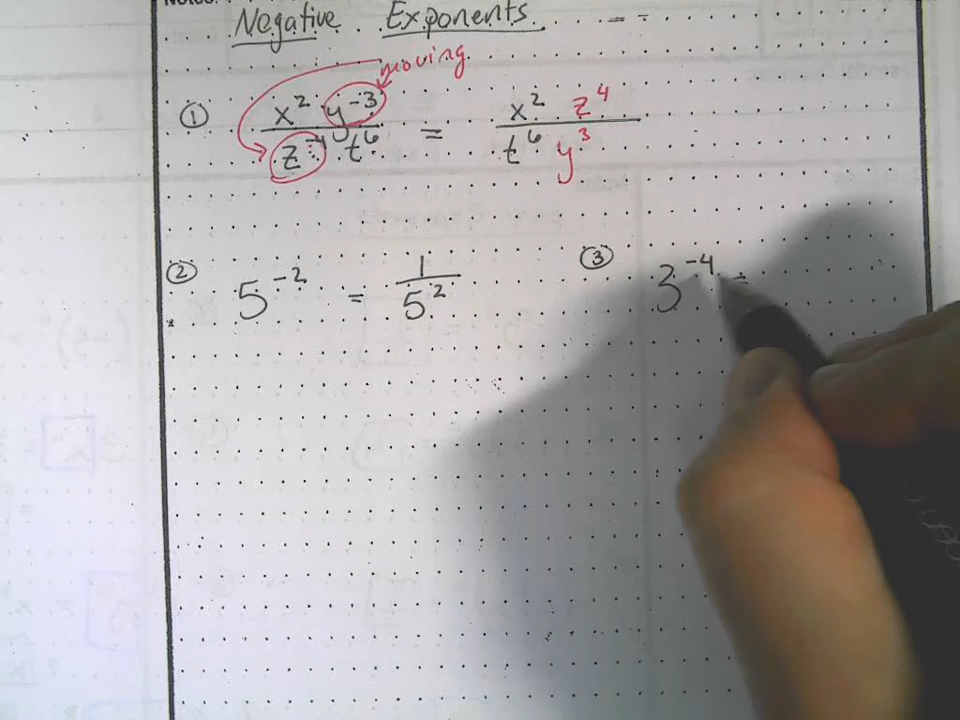 Negative Exponents
moving
① x² y⁻³ / z⁻⁴ t⁶ = x² z⁴ / t⁶ y³
② 5⁻² = 1 / 5² ③ 3⁻⁴ =